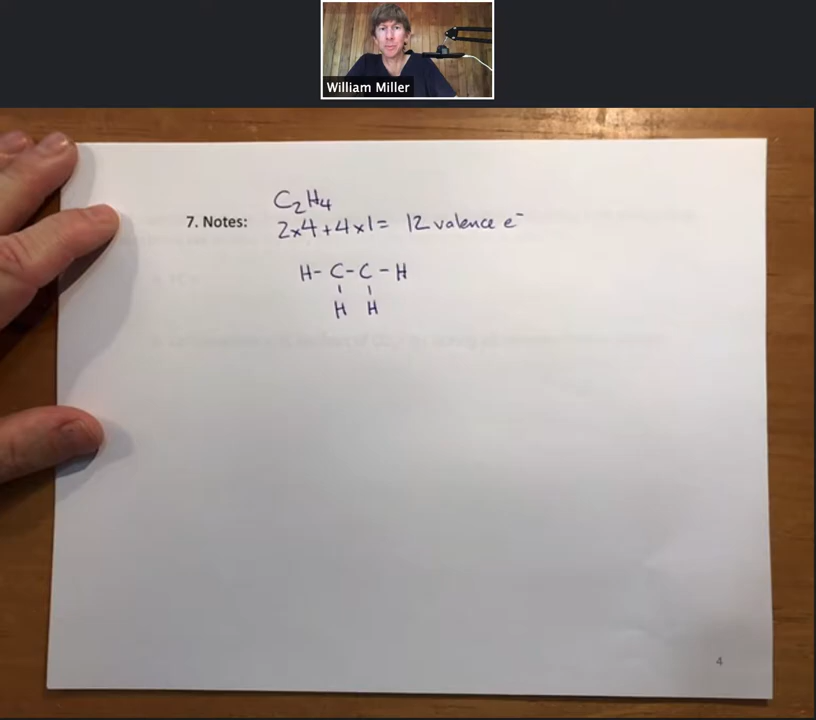 William Miller
C2H4
7. Notes: 2x4+4x1= 12 valence e-
H-C-C-H
H H
4